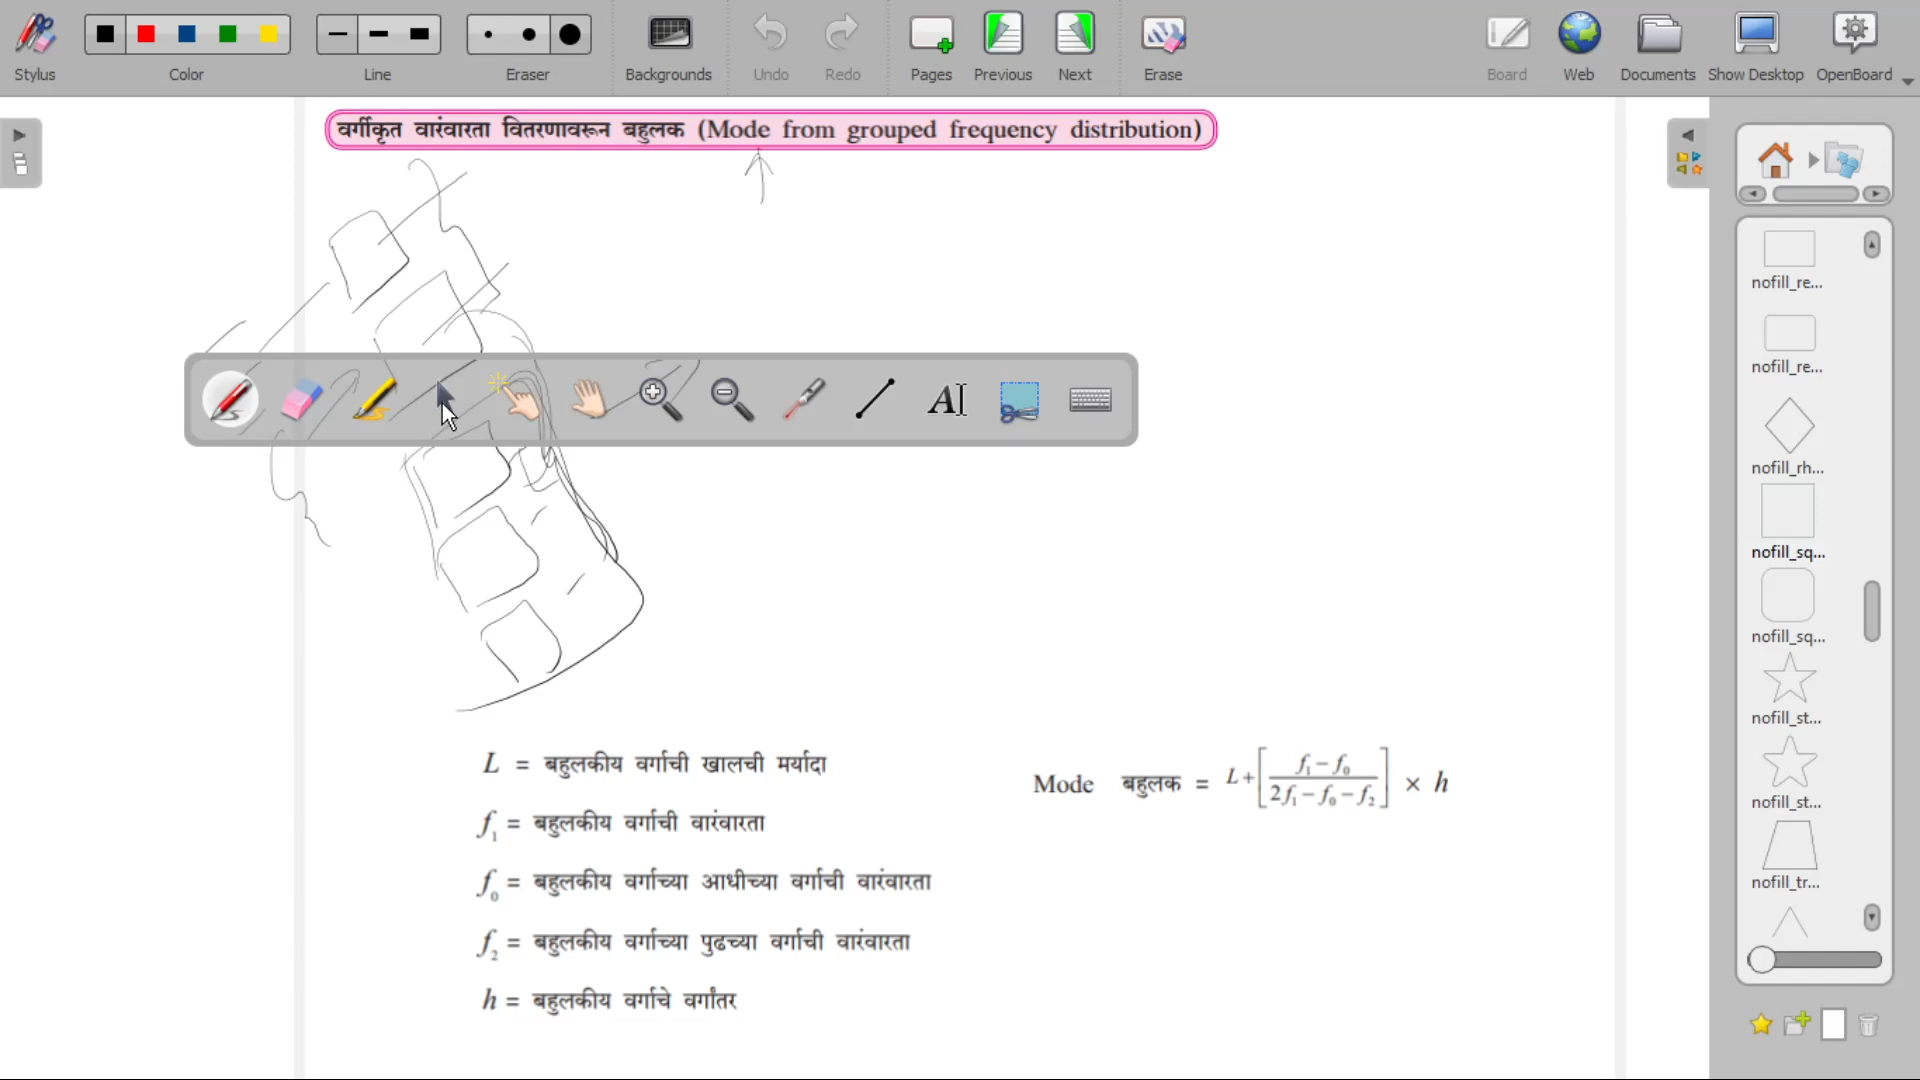 Stylus
Color
Line
Eraser
Backgrounds
Undo
Redo
Pages
Previous
Next
Erase
Board
Web
Documents
Show Desktop
OpenBoard
वर्गीकृत वारंवारता वितरणावरून बहुलक (Mode from grouped frequency distribution)
A
L = बहुलकीय वर्गाची खालची मर्यादा
f₁ = बहुलकीय वर्गाची वारंवारता
f₀ = बहुलकीय वर्गाच्या आधीच्या वर्गाची वारंवारता
f₂ = बहुलकीय वर्गाच्या पुढच्या वर्गाची वारंवारता
h = बहुलकीय वर्गाचे वर्गांतर
Mode बहुलक = L + [ (f₁ − f₀) / (2f₁ − f₀ − f₂) ] × h
nofill_re...
nofill_re...
nofill_rh...
nofill_sq...
nofill_sq...
nofill_st...
nofill_st...
nofill_tr...